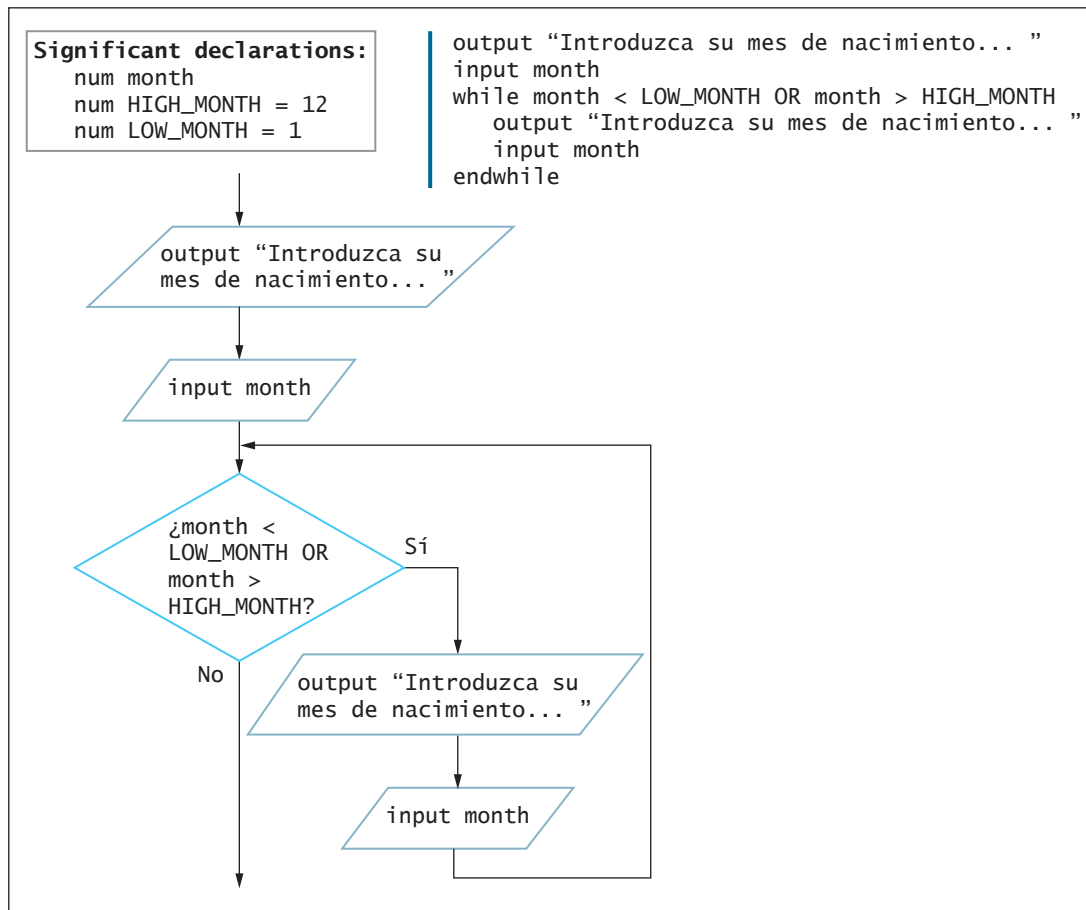 Significant declarations:
num month
num HIGH_MONTH = 12
num LOW_MONTH = 1
output “Introduzca su mes de nacimiento... ”
input month
while month < LOW_MONTH OR month > HIGH_MONTH
output “Introduzca su mes de nacimiento... ”
input month
endwhile
output “Introduzca su
mes de nacimiento... ”
input month
¿month <
LOW_MONTH OR
month >
HIGH_MONTH?
Sí
No
output “Introduzca su
mes de nacimiento... ”
input month